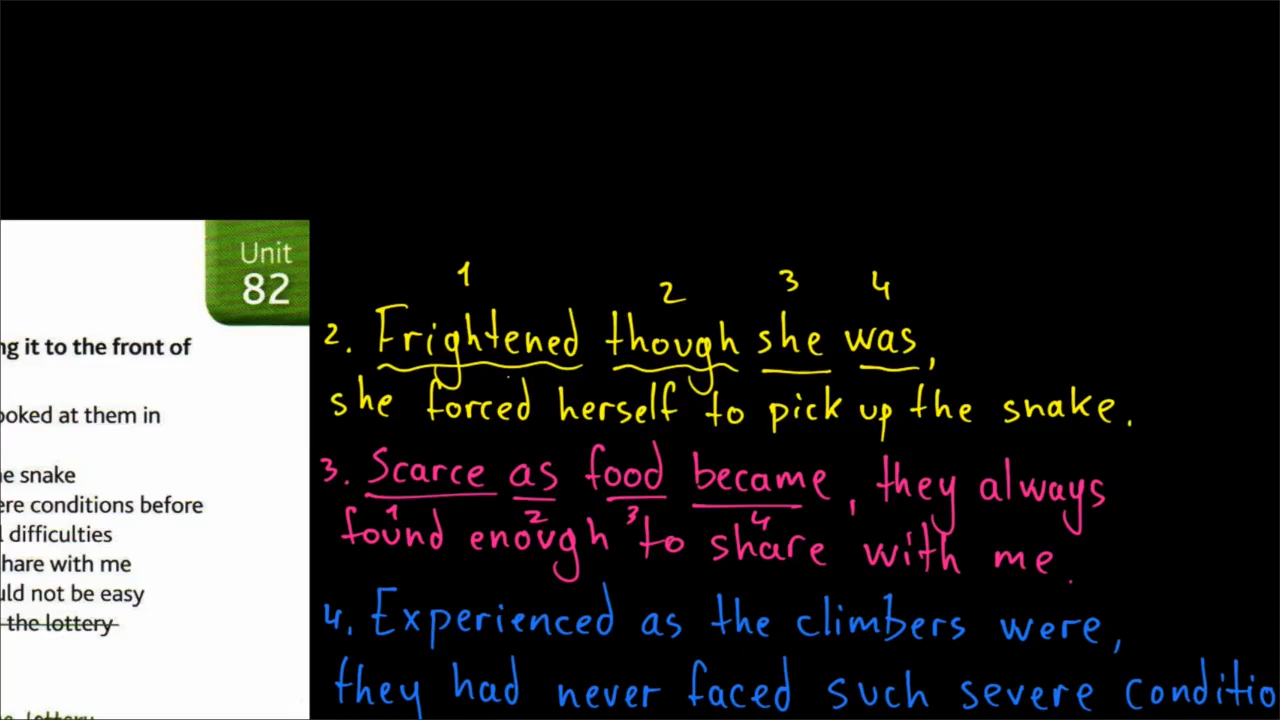 Unit
82
ng it to the front of
ooked at them in
e snake
ere conditions before
l difficulties
hare with me
uld not be easy
the lottery
1 2 3 4
2. Frightened though she was,
she forced herself to pick up the snake.
3. Scarce as food became, they always
1 2 3 4
found enough to share with me.
4. Experienced as the climbers were,
they had never faced such severe conditio
lottery